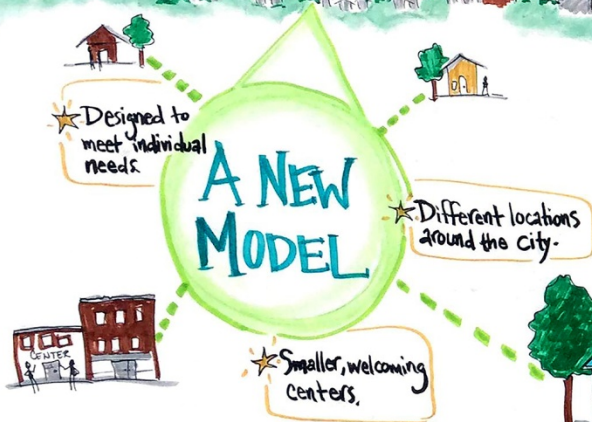 Designed to
meet individual
needs.
A NEW
MODEL
Different locations
around the city.
CENTER
Smaller, welcoming
centers.